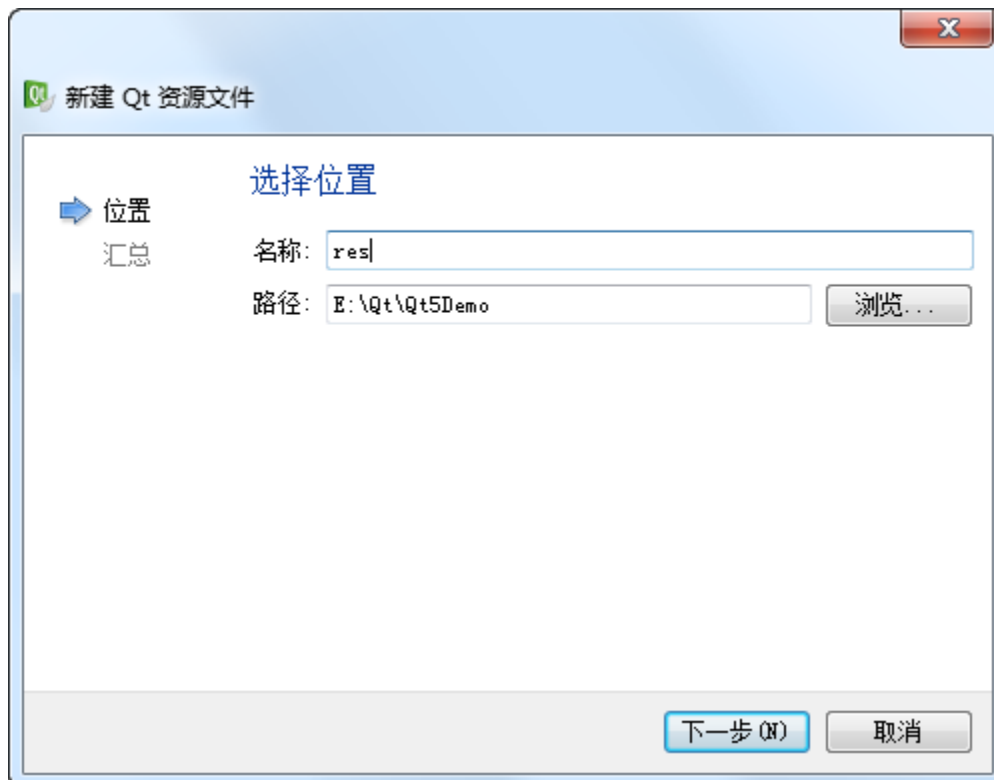 新建 Qt 资源文件
位置
汇总
选择位置
名称: res
路径: E:\Qt\Qt5Demo 浏览...
下一步(N) 取消